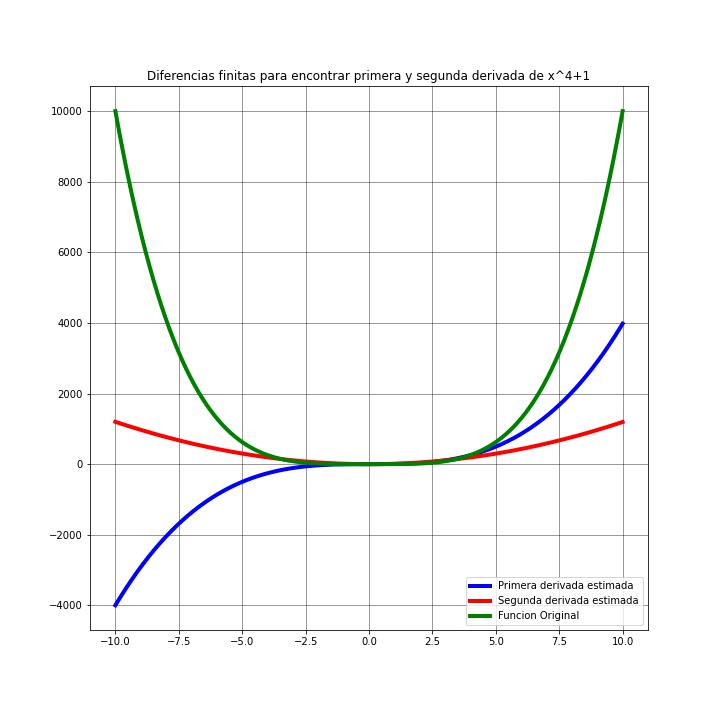 Diferencias finitas para encontrar primera y segunda derivada de x^4+1
10000
8000
6000
4000
2000
0
−2000
−4000
−10.0 −7.5 −5.0 −2.5 0.0 2.5 5.0 7.5 10.0
Primera derivada estimada
Segunda derivada estimada
Funcion Original